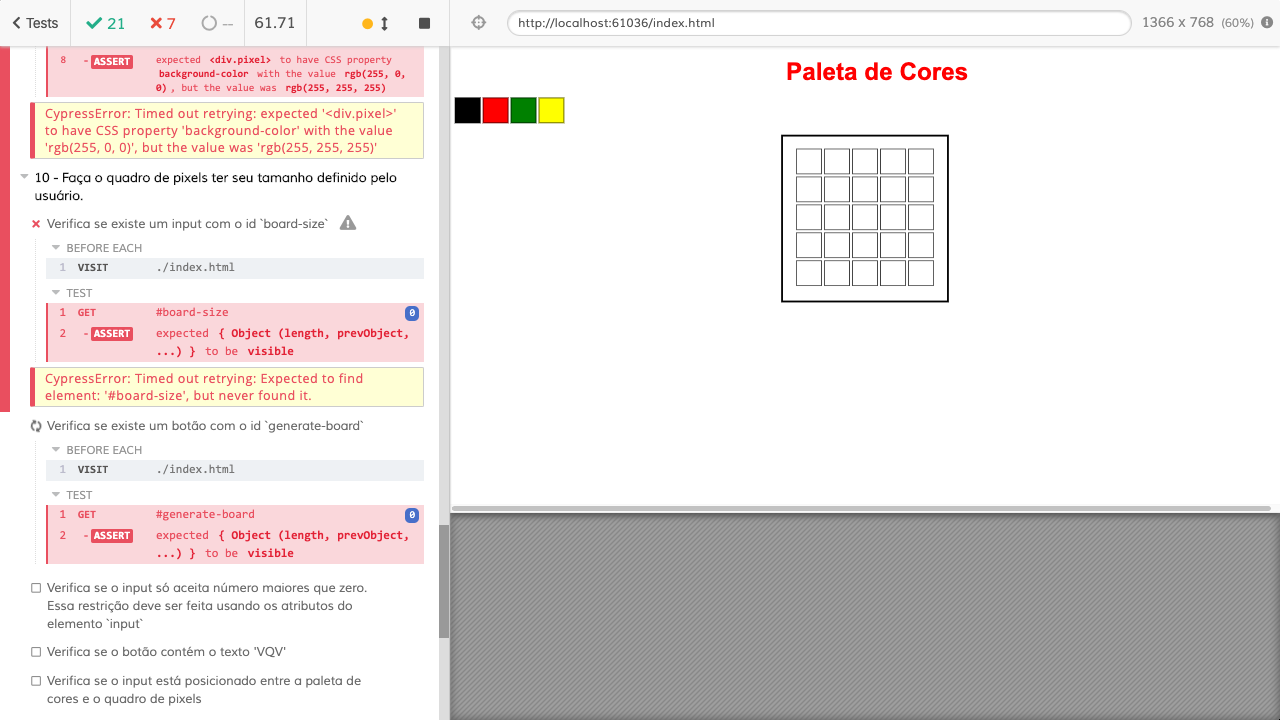 Tests 21 7 -- 61.71 http://localhost:61036/index.html 1366 x 768 (60%)
8 - ASSERT expected <div.pixel> to have CSS property
background-color with the value rgb(255, 0,
0) , but the value was rgb(255, 255, 255)
CypressError: Timed out retrying: expected '<div.pixel>'
to have CSS property 'background-color' with the value
'rgb(255, 0, 0)', but the value was 'rgb(255, 255, 255)'
10 - Faça o quadro de pixels ter seu tamanho definido pelo
usuário.
Verifica se existe um input com o id `board-size`
BEFORE EACH
1 VISIT ./index.html
TEST
1 GET #board-size 0
2 - ASSERT expected { Object (length, prevObject,
...) } to be visible
CypressError: Timed out retrying: Expected to find
element: '#board-size', but never found it.
Verifica se existe um botão com o id `generate-board`
BEFORE EACH
1 VISIT ./index.html
TEST
1 GET #generate-board 0
2 - ASSERT expected { Object (length, prevObject,
...) } to be visible
Verifica se o input só aceita número maiores que zero.
Essa restrição deve ser feita usando os atributos do
elemento `input`
Verifica se o botão contém o texto 'VQV'
Verifica se o input está posicionado entre a paleta de
cores e o quadro de pixels
Paleta de Cores